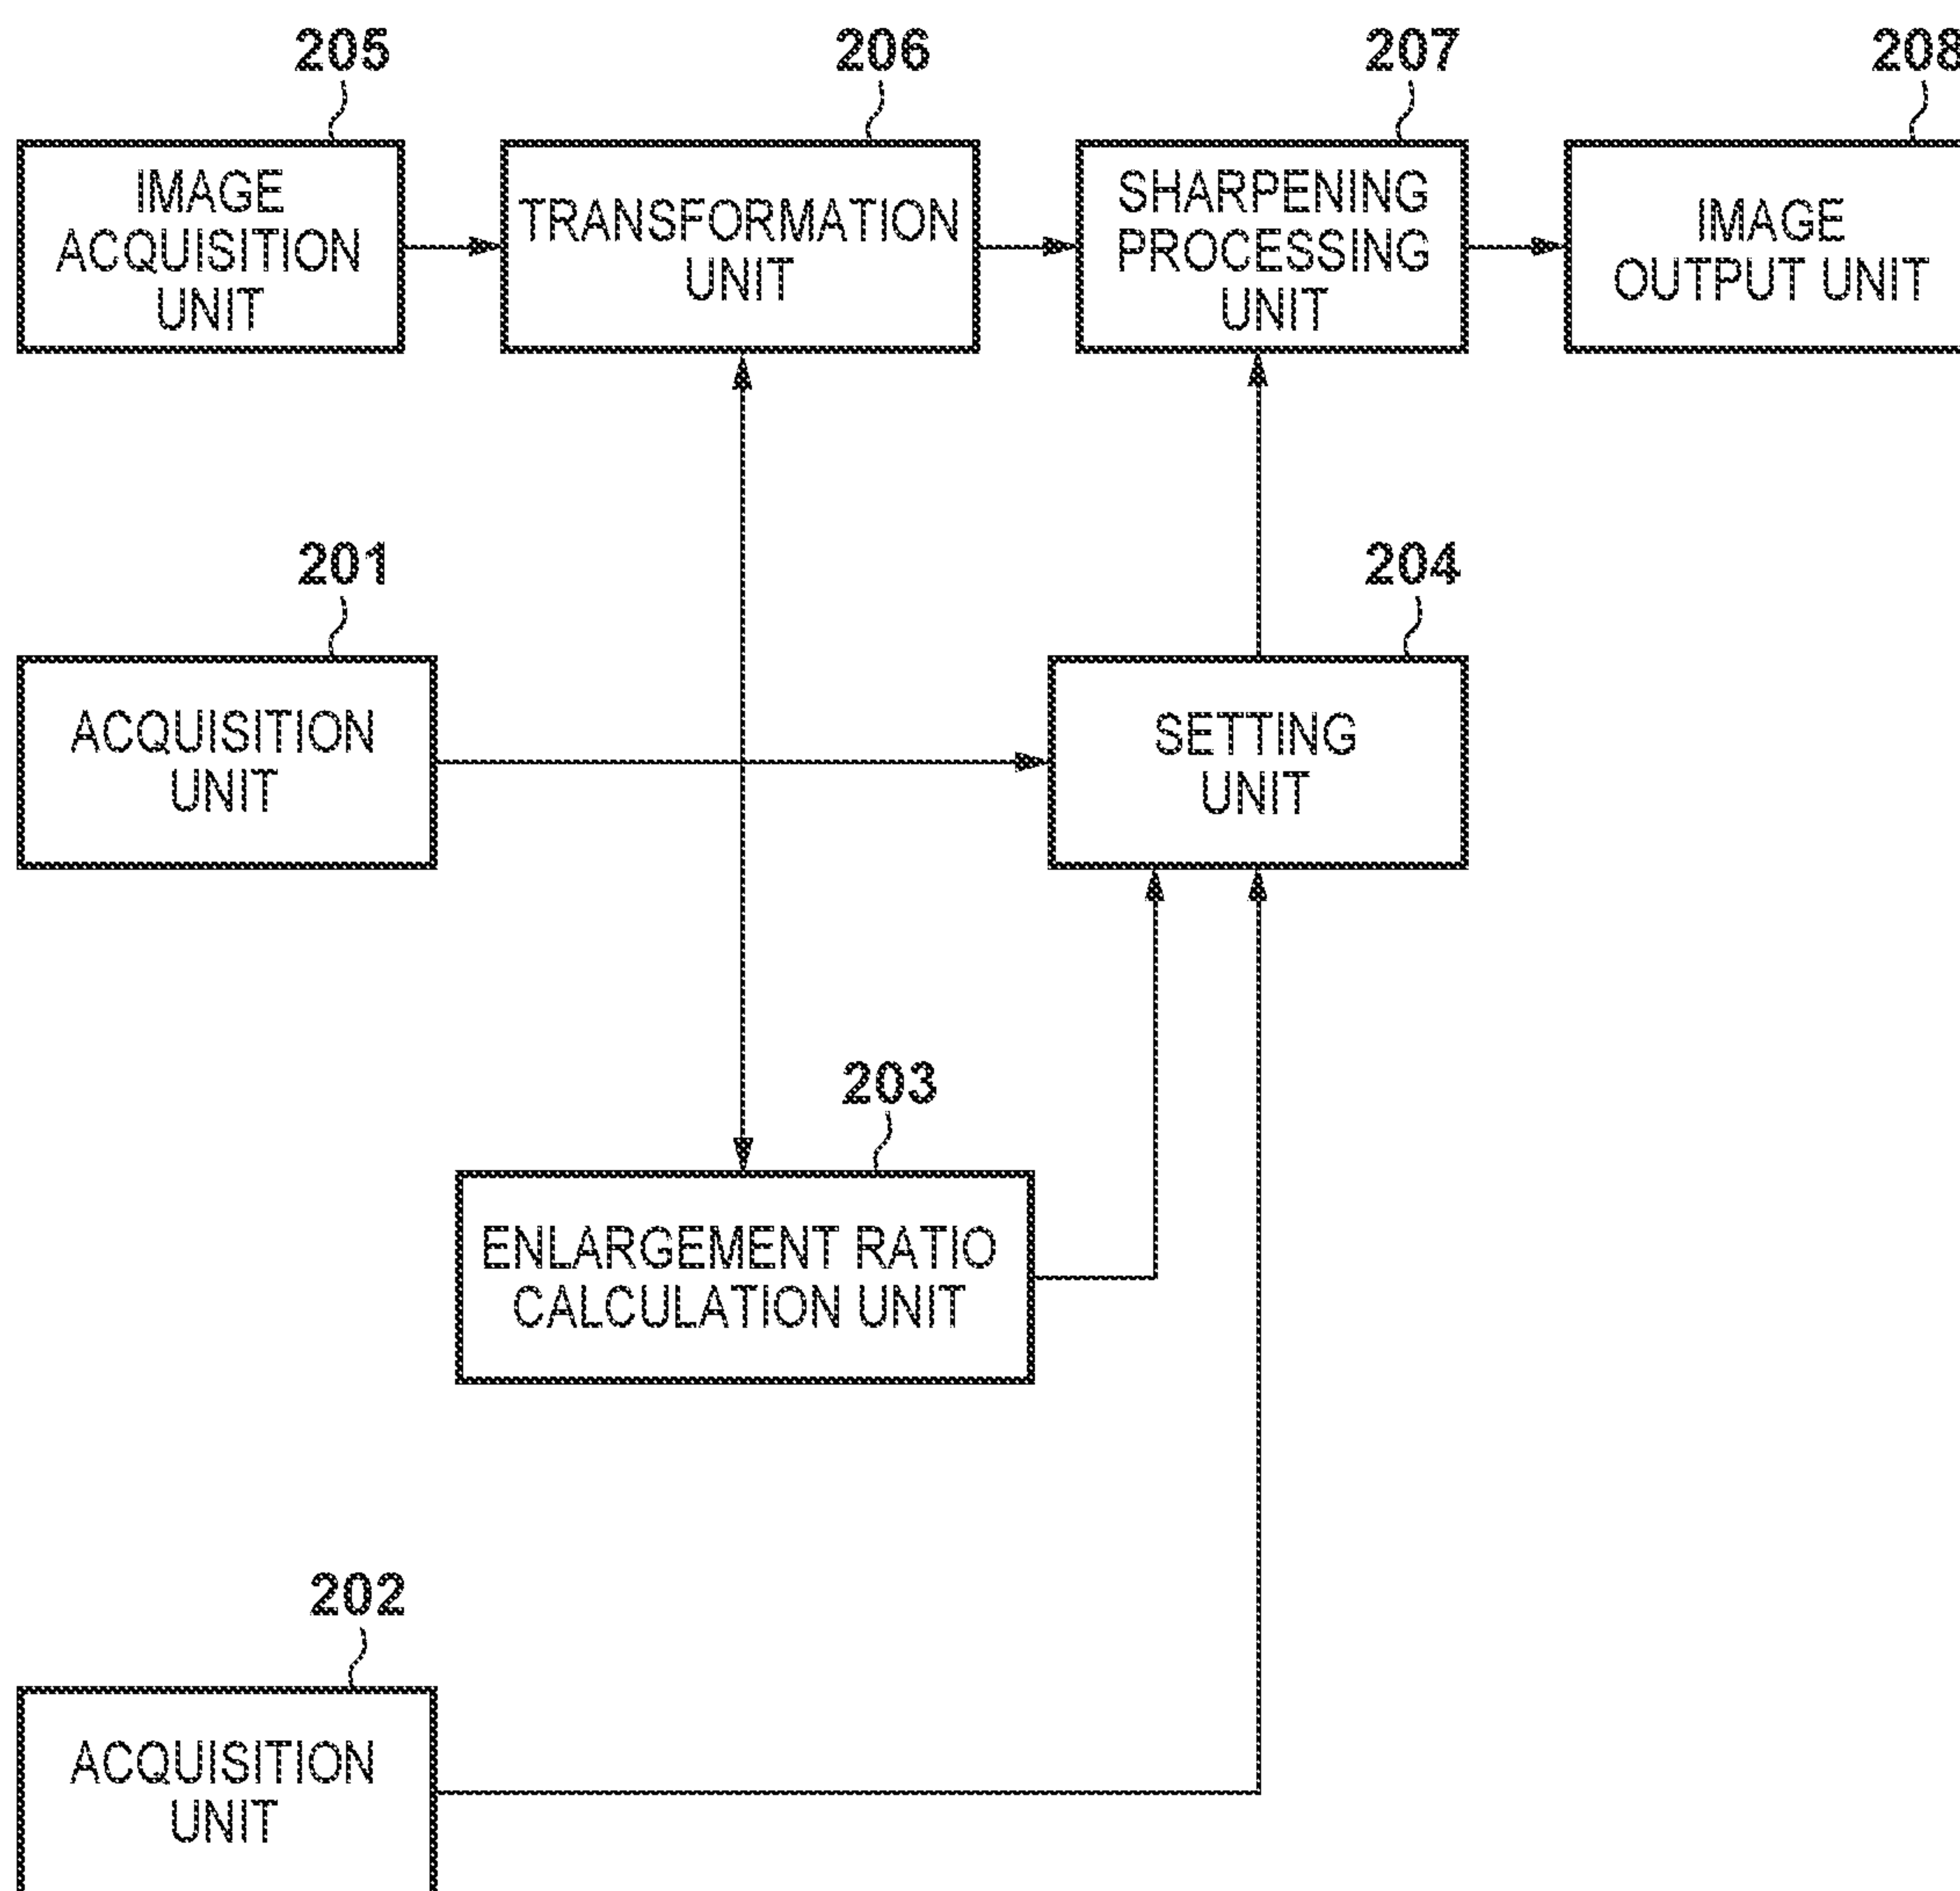 205
206
207
208
IMAGE
ACQUISITION
UNIT
TRANSFORMATION
UNIT
SHARPENING
PROCESSING
UNIT
IMAGE
OUTPUT UNIT
201
204
ACQUISITION
UNIT
SETTING
UNIT
203
ENLARGEMENT RATIO
CALCULATION UNIT
202
ACQUISITION
UNIT